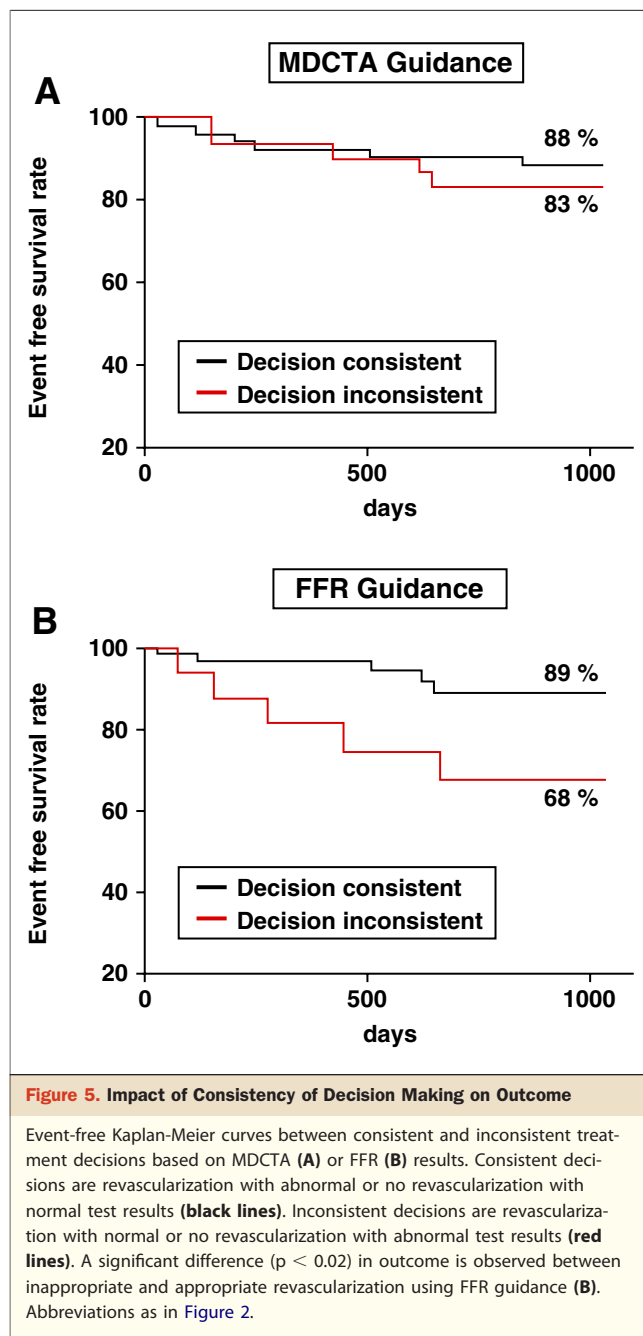 MDCTA Guidance
A
Event free survival rate
100
80
60
40
20
88 %
83 %
Decision consistent
Decision inconsistent
0
500
1000
days
FFR Guidance
B
Event free survival rate
100
80
60
40
20
89 %
68 %
Decision consistent
Decision inconsistent
0
500
1000
days
Figure 5. Impact of Consistency of Decision Making on Outcome
Event-free Kaplan-Meier curves between consistent and inconsistent treat-
ment decisions based on MDCTA (A) or FFR (B) results. Consistent deci-
sions are revascularization with abnormal or no revascularization with
normal test results (black lines). Inconsistent decisions are revasculariza-
tion with normal or no revascularization with abnormal test results (red
lines). A significant difference (p < 0.02) in outcome is observed between
inappropriate and appropriate revascularization using FFR guidance (B).
Abbreviations as in Figure 2.